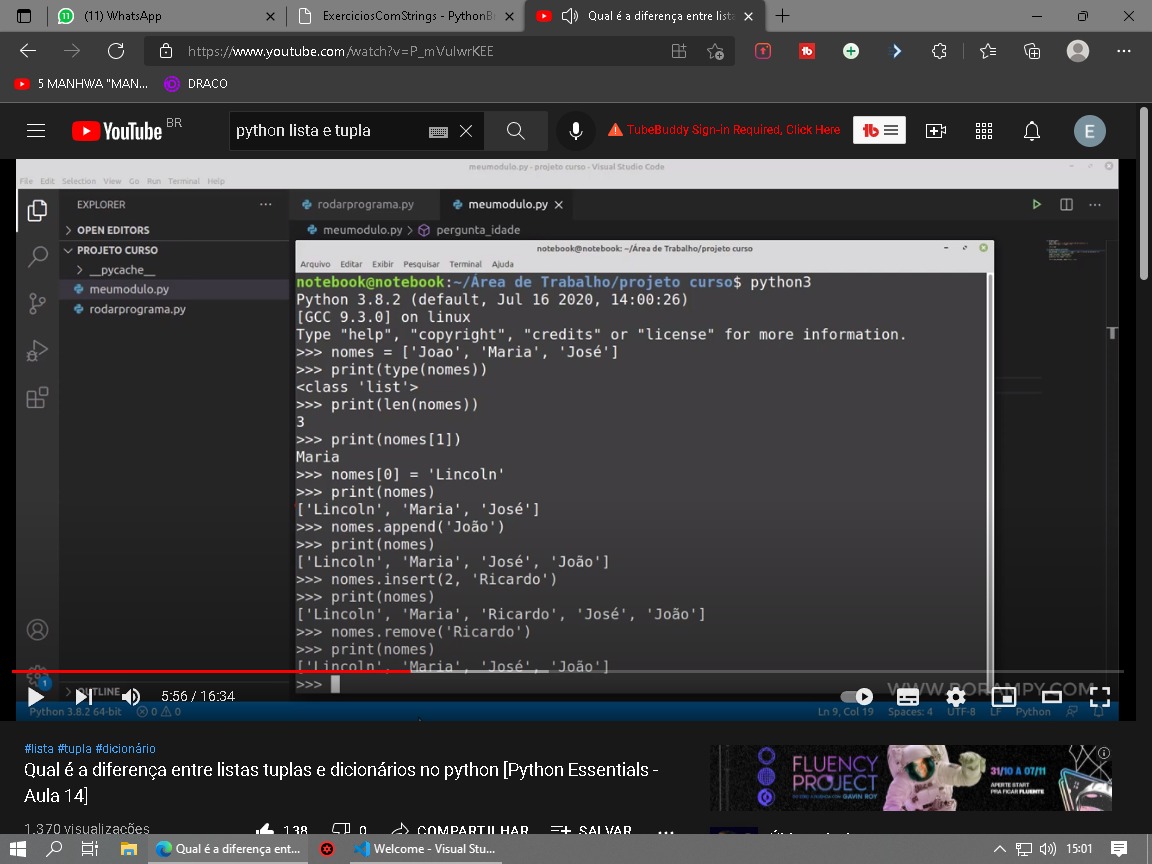 (11) WhatsApp
ExerciciosComStrings - PythonBr
Qual é a diferença entre lista
https://www.youtube.com/watch?v=P_mVulwrKEE
5 MANHWA "MAN...
DRACO
YouTube BR
python lista e tupla
TubeBuddy Sign-in Required, Click Here
E
meumodulo.py - projeto curso - Visual Studio Code
File Edit Selection View Go Run Terminal Help
EXPLORER
rodarprograma.py
meumodulo.py
OPEN EDITORS
meumodulo.py > pergunta_idade
PROJETO CURSO
__pycache__
meumodulo.py
rodarprograma.py
notebook@notebook: ~/Área de Trabalho/projeto curso
Arquivo Editar Exibir Pesquisar Terminal Ajuda
notebook@notebook:~/Área de Trabalho/projeto curso$ python3
Python 3.8.2 (default, Jul 16 2020, 14:00:26)
[GCC 9.3.0] on linux
Type "help", "copyright", "credits" or "license" for more information.
>>> nomes = ['Joao', 'Maria', 'José']
>>> print(type(nomes))
<class 'list'>
>>> print(len(nomes))
3
>>> print(nomes[1])
Maria
>>> nomes[0] = 'Lincoln'
>>> print(nomes)
['Lincoln', 'Maria', 'José']
>>> nomes.append('João')
>>> print(nomes)
['Lincoln', 'Maria', 'José', 'João']
>>> nomes.insert(2, 'Ricardo')
>>> print(nomes)
['Lincoln', 'Maria', 'Ricardo', 'José', 'João']
>>> nomes.remove('Ricardo')
>>> print(nomes)
['Lincoln', 'Maria', 'José', 'João']
>>>
1
OUTLINE
5:56 / 16:34
WWW.BORAMPY.COM
Python 3.8.2 64-bit 0 0
Ln 9, Col 19 Spaces: 4 UTF-8 LF Python
#lista #tupla #dicionário
Qual é a diferença entre listas tuplas e dicionários no python [Python Essentials -
Aula 14]
1.370 visualizações
138
0
COMPARTILHAR
SALVAR
FLUENCY
PROJECT
31/10 A 07/11
APERTE START
PRA FICAR FLUENTE
Qual é a diferença ent...
Welcome - Visual Stu...
15:01